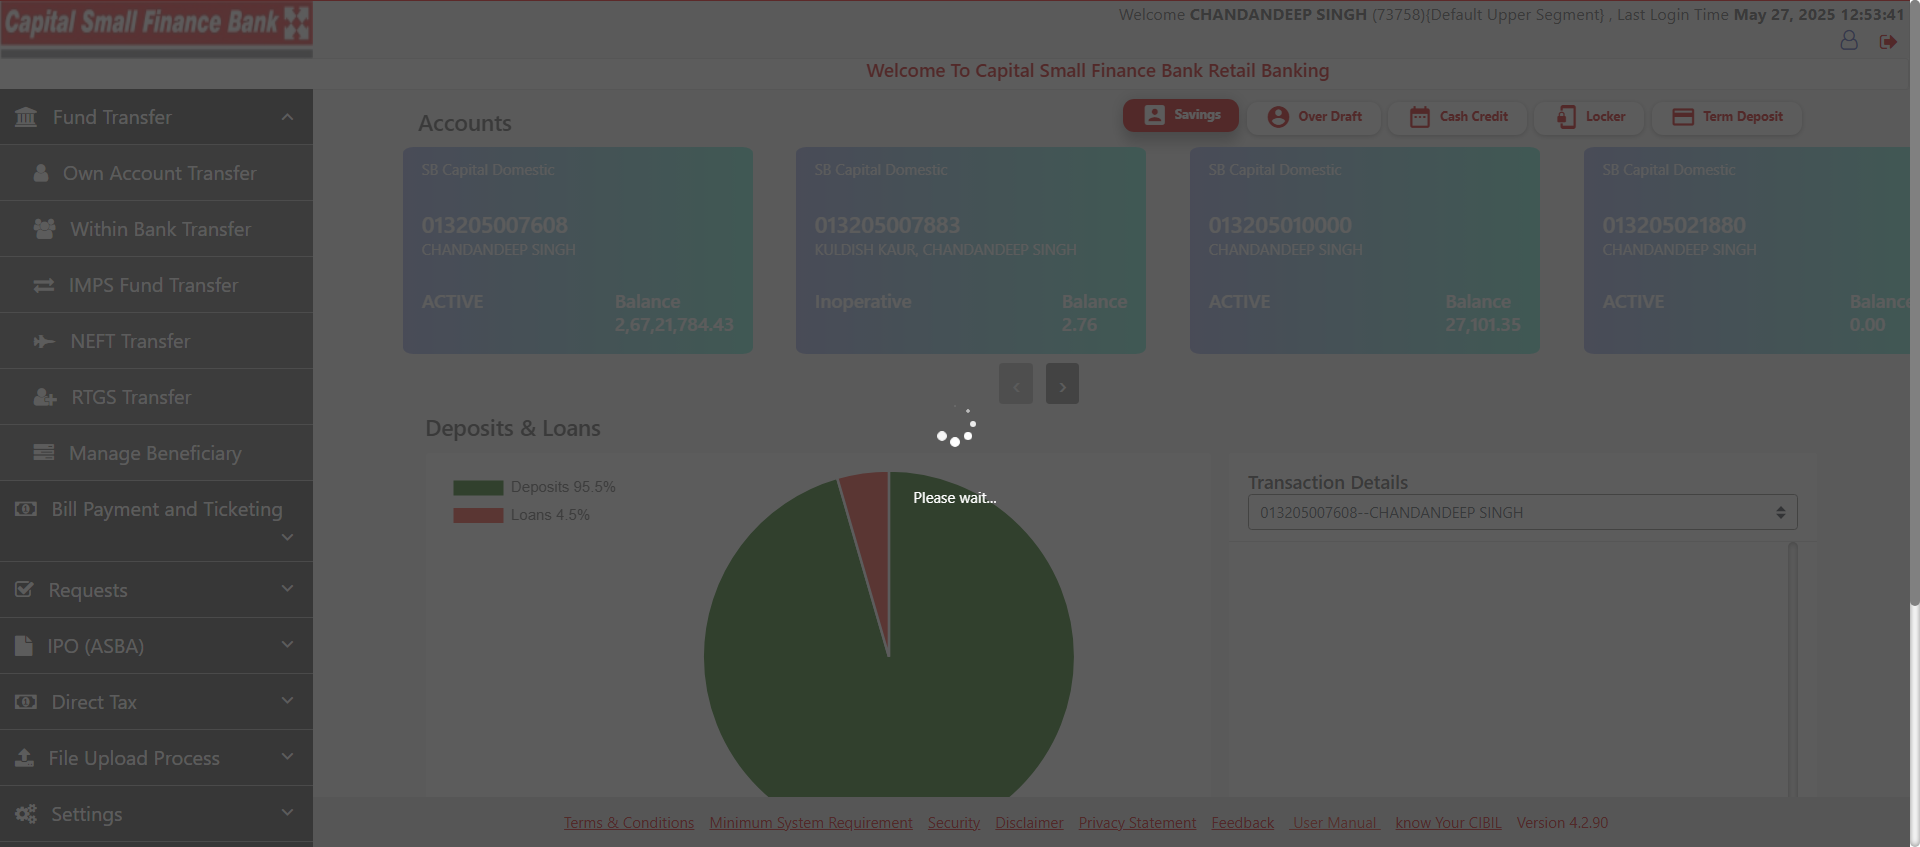 Capital Small Finance Bank
Welcome CHANDANDEEP SINGH (73758){Default Upper Segment} , Last Login Time May 27, 2025 12:53:41
Welcome To Capital Small Finance Bank Retail Banking
Fund Transfer
Own Account Transfer
Within Bank Transfer
IMPS Fund Transfer
NEFT Transfer
RTGS Transfer
Manage Beneficiary
Bill Payment and Ticketing
Requests
IPO (ASBA)
Direct Tax
File Upload Process
Settings
Accounts
Savings
Over Draft
Cash Credit
Locker
Term Deposit
SB Capital Domestic
013205007608
CHANDANDEEP SINGH
ACTIVE
Balance
2,67,21,784.43
SB Capital Domestic
013205007883
KULDISH KAUR, CHANDANDEEP SINGH
Inoperative
Balance
2.76
SB Capital Domestic
013205010000
CHANDANDEEP SINGH
ACTIVE
Balance
27,101.35
SB Capital Domestic
013205021880
CHANDANDEEP SINGH
ACTIVE
Balance
0.00
‹ ›
Deposits & Loans
Deposits 95.5%
Loans 4.5%
Please wait...
Transaction Details
013205007608--CHANDANDEEP SINGH
Terms & Conditions Minimum System Requirement Security Disclaimer Privacy Statement Feedback User Manual know Your CIBIL Version 4.2.90